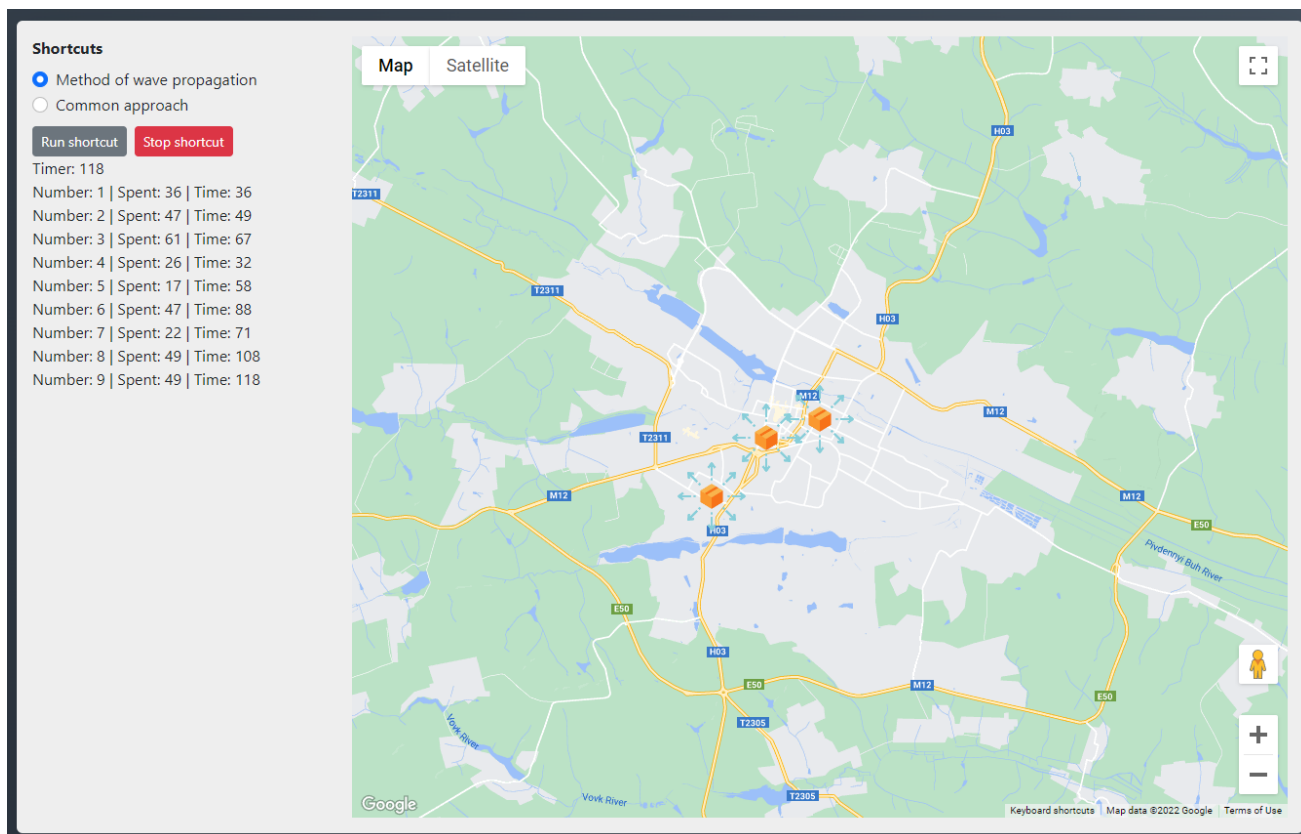 Shortcuts
Method of wave propagation
Common approach
Run shortcut Stop shortcut
Timer: 118
Number: 1 | Spent: 36 | Time: 36
Number: 2 | Spent: 47 | Time: 49
Number: 3 | Spent: 61 | Time: 67
Number: 4 | Spent: 26 | Time: 32
Number: 5 | Spent: 17 | Time: 58
Number: 6 | Spent: 47 | Time: 88
Number: 7 | Spent: 22 | Time: 71
Number: 8 | Spent: 49 | Time: 108
Number: 9 | Spent: 49 | Time: 118
Map Satellite
H03
T2311
T2311
H03
M12
M12
T2311
M12
M12
E50
H03
Pivdennyi Buh River
E50
H03
E50
M12
E50
Vovk River
T2305
Vovk River
T2305
Google
Keyboard shortcuts Map data ©2022 Google Terms of Use